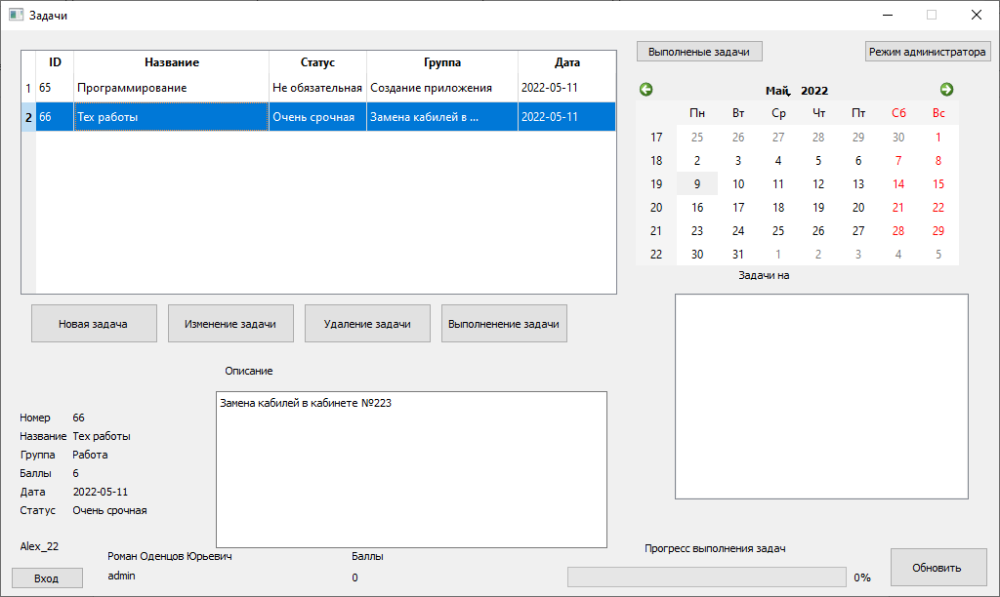 Задачи
Выполненые задачи
Режим администратора
ID Название Статус Группа Дата
1 65 Программирование Не обязательная Создание приложения 2022-05-11
2 66 Тех работы Очень срочная Замена кабилей в ... 2022-05-11
Май, 2022
Пн Вт Ср Чт Пт Сб Вс
17 25 26 27 28 29 30 1
18 2 3 4 5 6 7 8
19 9 10 11 12 13 14 15
20 16 17 18 19 20 21 22
21 23 24 25 26 27 28 29
22 30 31 1 2 3 4 5
Задачи на
Новая задача
Изменение задачи
Удаление задачи
Выполненение задачи
Описание
Замена кабилей в кабинете №223
Номер 66
Название Тех работы
Группа Работа
Баллы 6
Дата 2022-05-11
Статус Очень срочная
Alex_22
Вход
Роман Оденцов Юрьевич
admin
Баллы
0
Прогресс выполнения задач
0%
Обновить